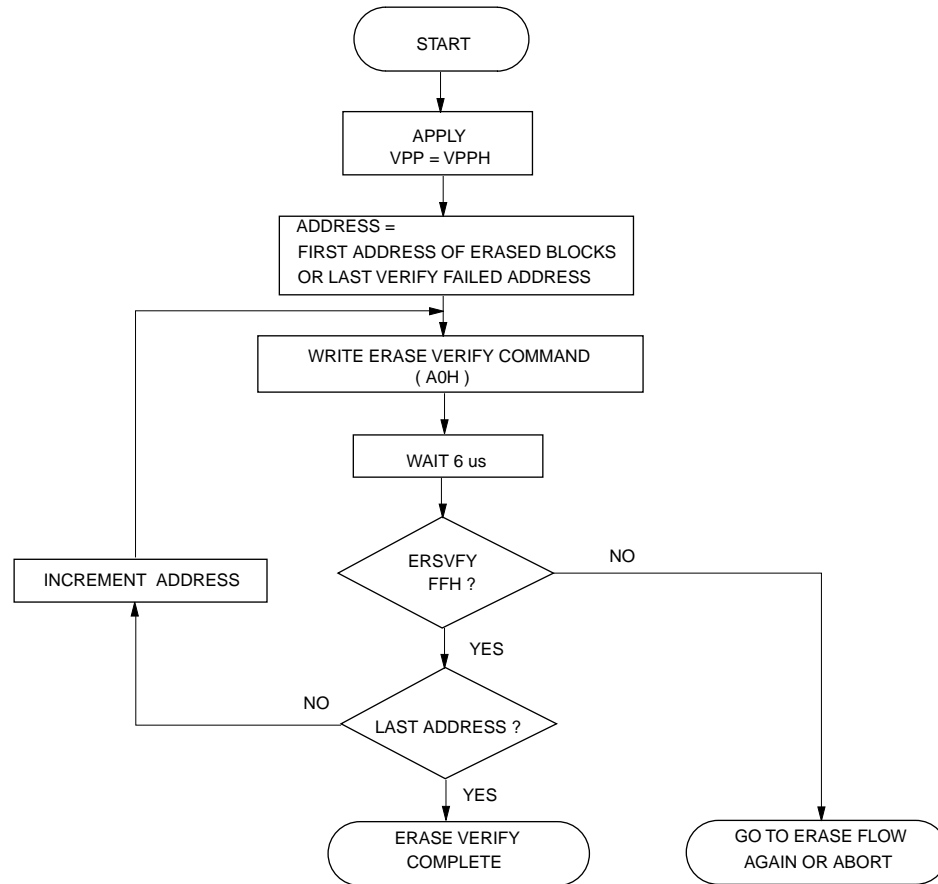 START
APPLY
VPP = VPPH
ADDRESS =
FIRST ADDRESS OF ERASED BLOCKS
OR LAST VERIFY FAILED ADDRESS
WRITE ERASE VERIFY COMMAND
( A0H )
WAIT 6 us
ERSVFY
FFH ?
NO
INCREMENT ADDRESS
YES
NO
LAST ADDRESS ?
YES
ERASE VERIFY
COMPLETE
GO TO ERASE FLOW
AGAIN OR ABORT